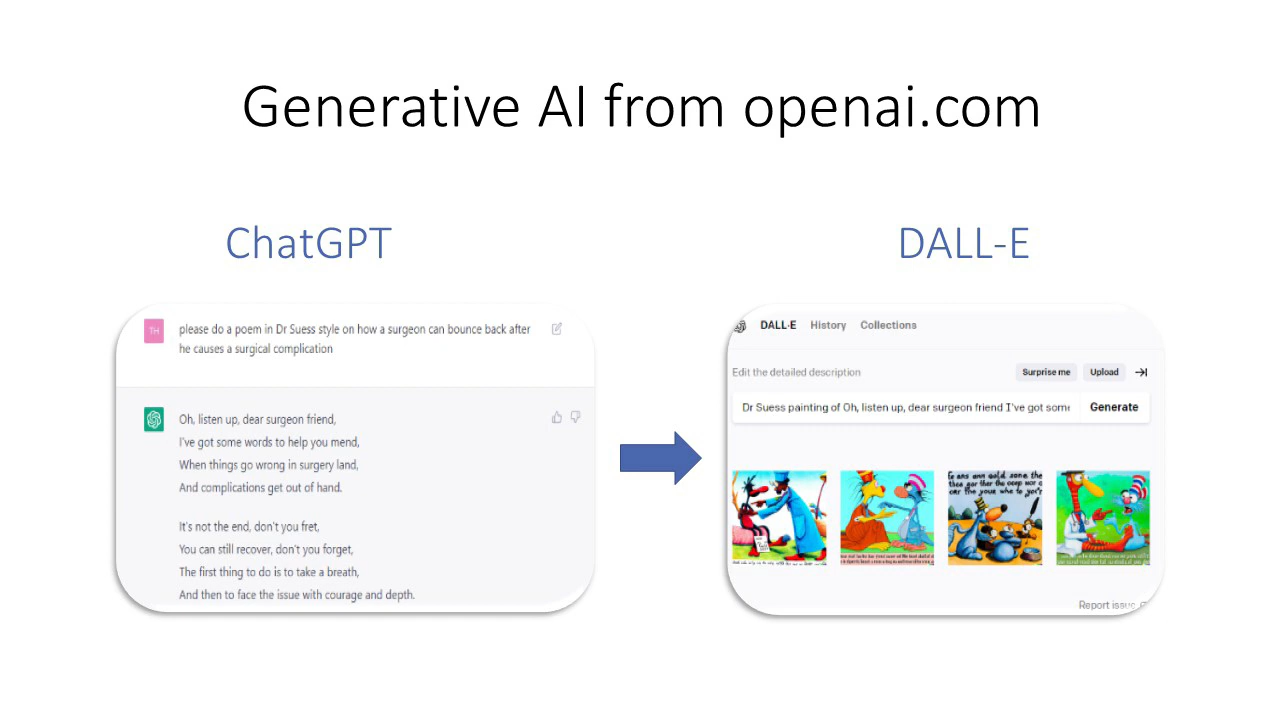 Generative AI from openai.com
ChatGPT
DALL-E
TH
please do a poem in Dr Suess style on how a surgeon can bounce back after
he causes a surgical complication
Oh, listen up, dear surgeon friend,
I've got some words to help you mend,
When things go wrong in surgery land,
And complications get out of hand.
It's not the end, don't you fret,
You can still recover, don't you forget,
The first thing to do is to take a breath,
And then to face the issue with courage and depth.
DALL·E History Collections
Edit the detailed description
Surprise me
Upload
Dr Suess painting of Oh, listen up, dear surgeon friend I've got some
Generate
Report issue